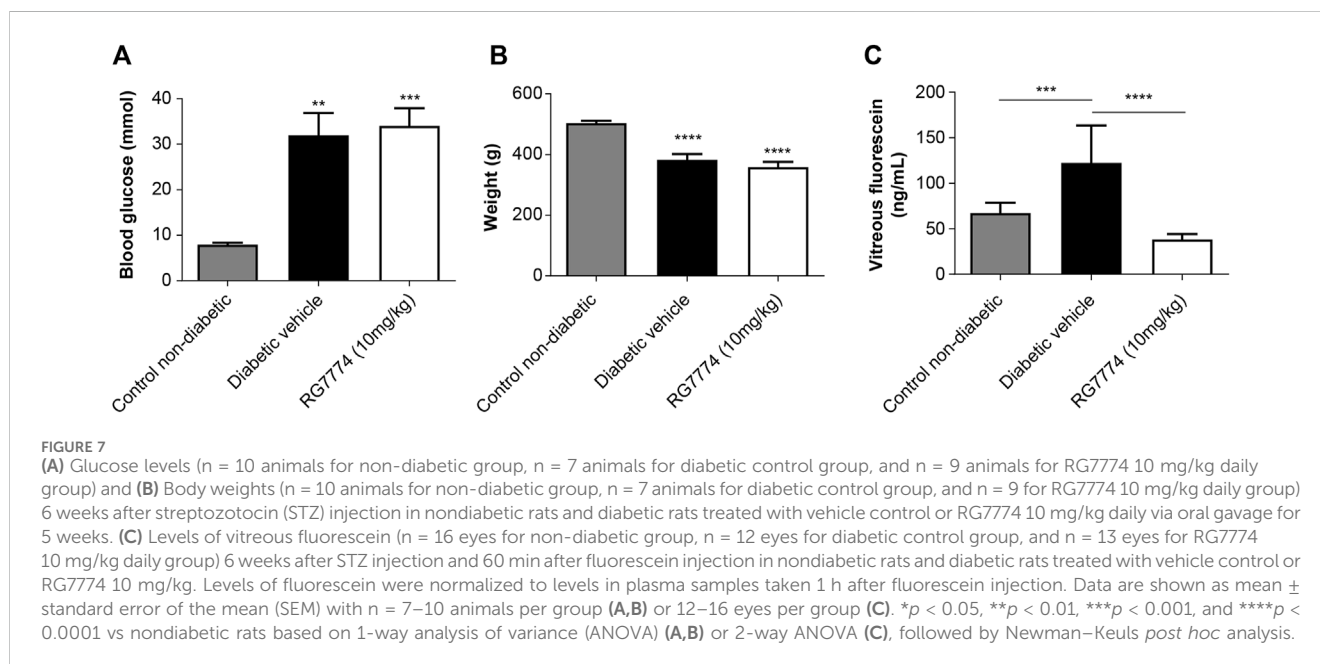 A
Blood glucose (mmol)
40
30
20
10
0
**
***
Control non-diabetic
Diabetic vehicle
RG7774 (10mg/kg)
B
Weight (g)
600
400
200
0
****
****
Control non-diabetic
Diabetic vehicle
RG7774 (10mg/kg)
C
Vitreous fluorescein
(ng/mL)
200
150
100
50
0
***
****
Control non-diabetic
Diabetic vehicle
RG7774 (10mg/kg)
FIGURE 7
(A) Glucose levels (n = 10 animals for non-diabetic group, n = 7 animals for diabetic control group, and n = 9 animals for RG7774 10 mg/kg daily
group) and (B) Body weights (n = 10 animals for non-diabetic group, n = 7 animals for diabetic control group, and n = 9 for RG7774 10 mg/kg daily group)
6 weeks after streptozotocin (STZ) injection in nondiabetic rats and diabetic rats treated with vehicle control or RG7774 10 mg/kg daily via oral gavage for
5 weeks. (C) Levels of vitreous fluorescein (n = 16 eyes for non-diabetic group, n = 12 eyes for diabetic control group, and n = 13 eyes for RG7774
10 mg/kg daily group) 6 weeks after STZ injection and 60 min after fluorescein injection in nondiabetic rats and diabetic rats treated with vehicle control or
RG7774 10 mg/kg. Levels of fluorescein were normalized to levels in plasma samples taken 1 h after fluorescein injection. Data are shown as mean ±
standard error of the mean (SEM) with n = 7–10 animals per group (A,B) or 12–16 eyes per group (C). *p < 0.05, **p < 0.01, ***p < 0.001, and ****p <
0.0001 vs nondiabetic rats based on 1-way analysis of variance (ANOVA) (A,B) or 2-way ANOVA (C), followed by Newman–Keuls post hoc analysis.